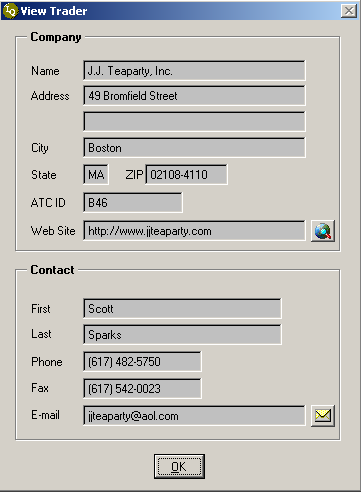 View Trader
Company
Name J.J. Teaparty, Inc.
Address 49 Bromfield Street
City Boston
State MA ZIP 02108-4110
ATC ID B46
Web Site http://www.jjteaparty.com
Contact
First Scott
Last Sparks
Phone (617) 482-5750
Fax (617) 542-0023
E-mail jjteaparty@aol.com
OK